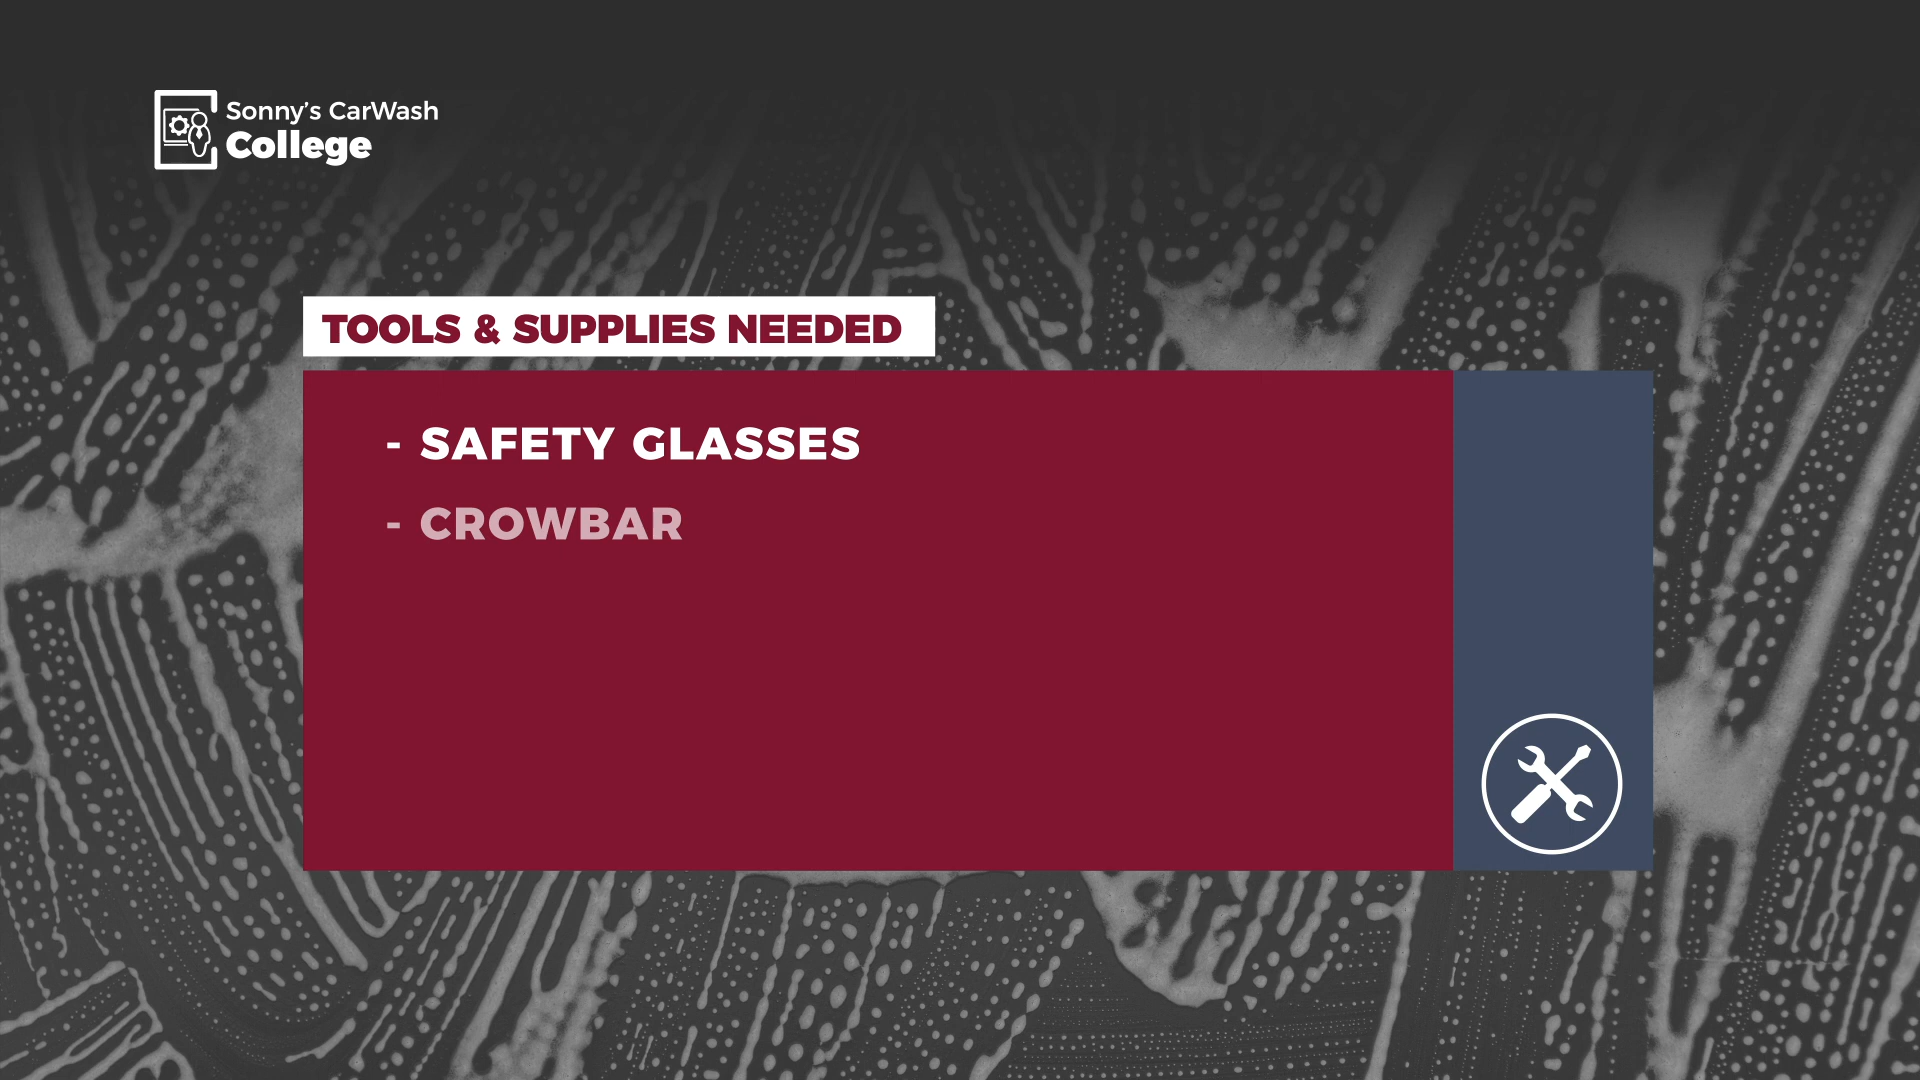 Sonny's CarWash
College
TOOLS & SUPPLIES NEEDED
- SAFETY GLASSES
- CROWBAR